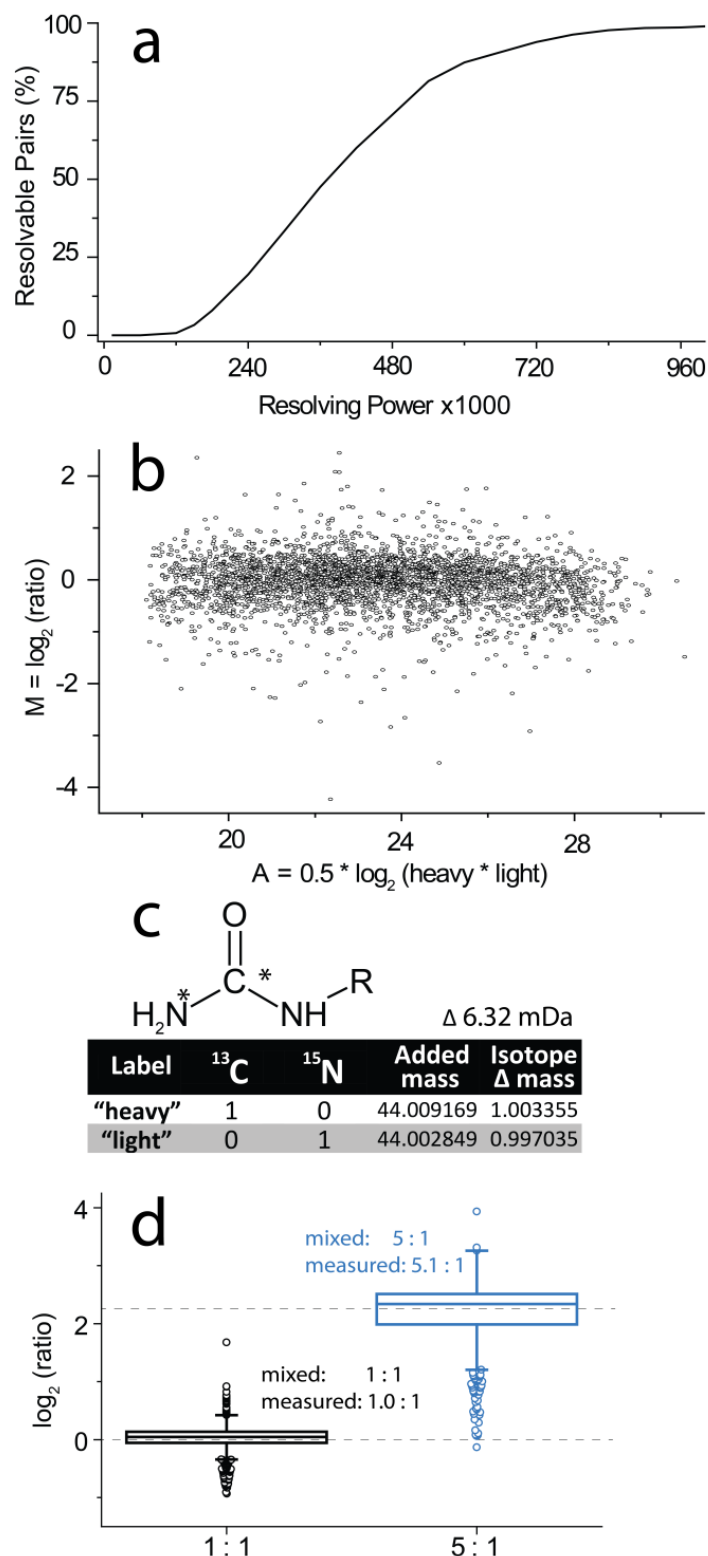 a
100
75
50
25
0
Resolvable Pairs (%)
0 240 480 720 960
Resolving Power x1000
b
2
0
-2
-4
M = log2 (ratio)
20 24 28
A = 0.5 * log2 (heavy * light)
c
O
C *
H2N* NH R
Δ 6.32 mDa
Label 13C 15N Added mass Isotope Δ mass
"heavy" 1 0 44.009169 1.003355
"light" 0 1 44.002849 0.997035
d
4
2
0
log2 (ratio)
mixed: 5 : 1
measured: 5.1 : 1
mixed: 1 : 1
measured: 1.0 : 1
1 : 1 5 : 1